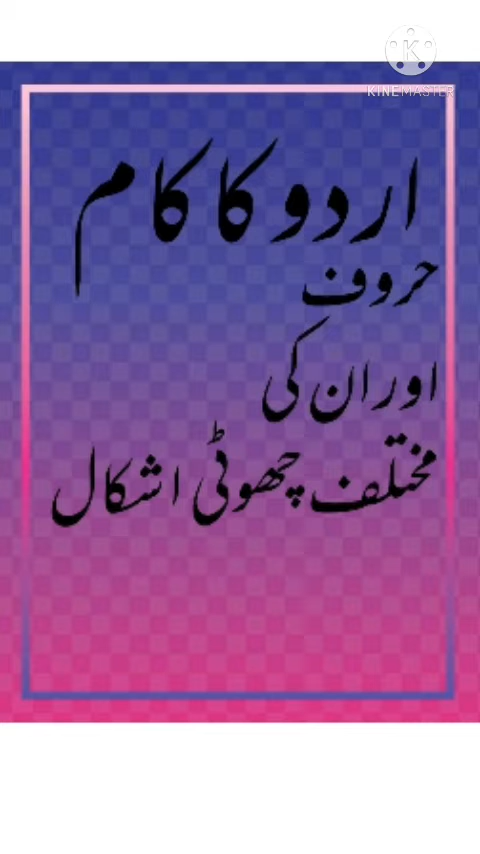 KINEMASTER
اردو کا کام
حروف
اور ان کی
مختلف چھوٹی اشکال